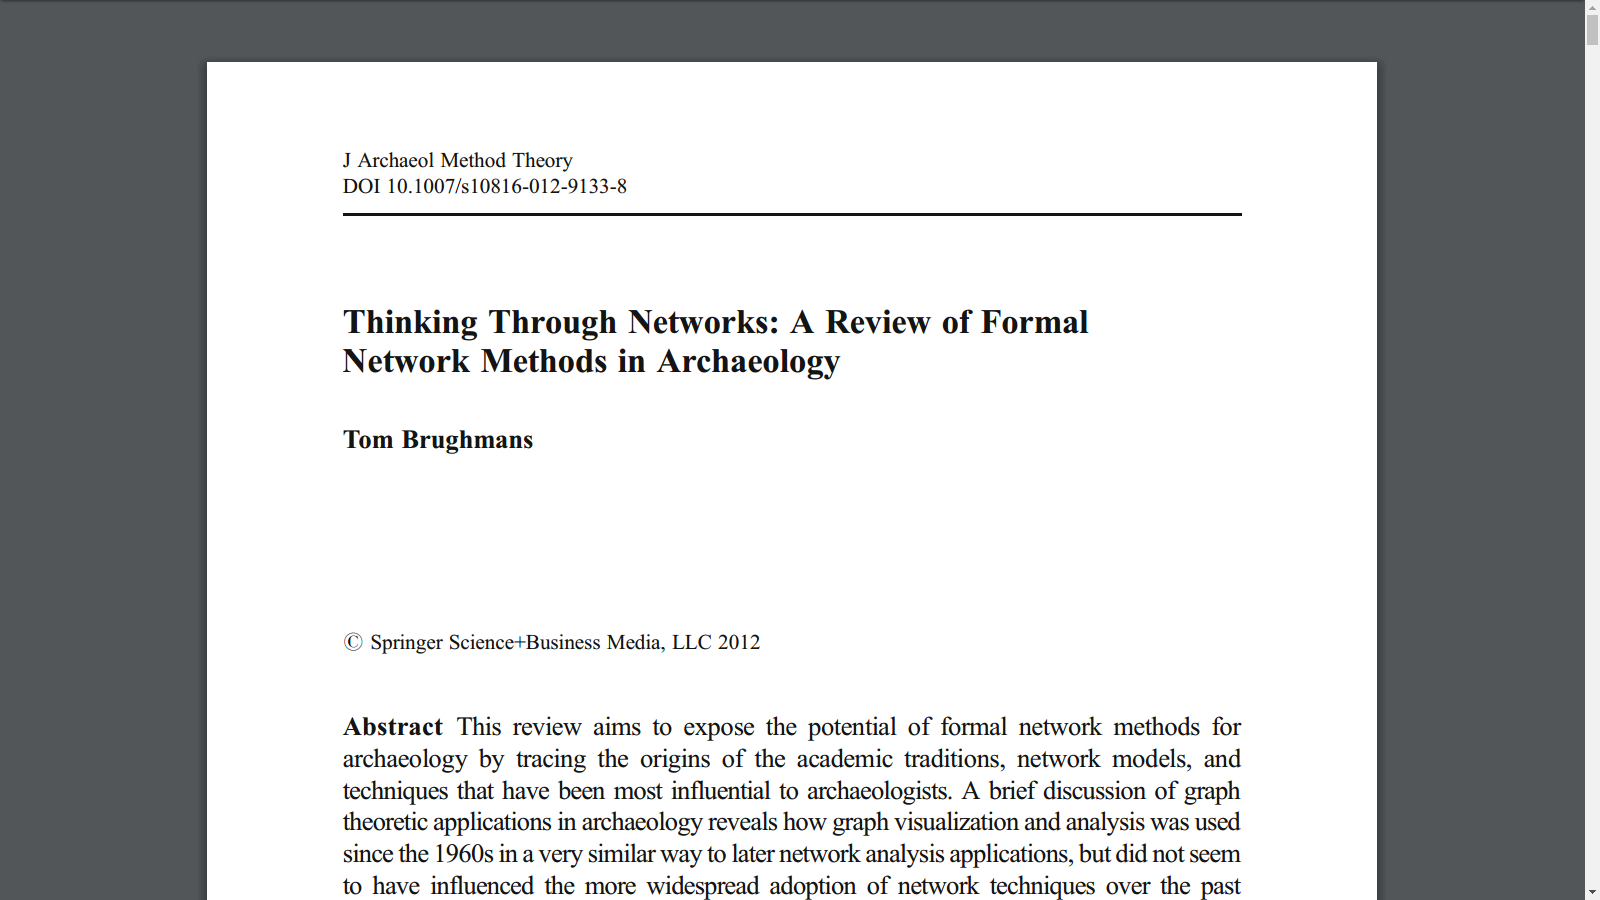 J Archaeol Method Theory
DOI 10.1007/s10816-012-9133-8
Thinking Through Networks: A Review of Formal
Network Methods in Archaeology
Tom Brughmans
© Springer Science+Business Media, LLC 2012
Abstract This review aims to expose the potential of formal network methods for
archaeology by tracing the origins of the academic traditions, network models, and
techniques that have been most influential to archaeologists. A brief discussion of graph
theoretic applications in archaeology reveals how graph visualization and analysis was used
since the 1960s in a very similar way to later network analysis applications, but did not seem
to have influenced the more widespread adoption of network techniques over the past